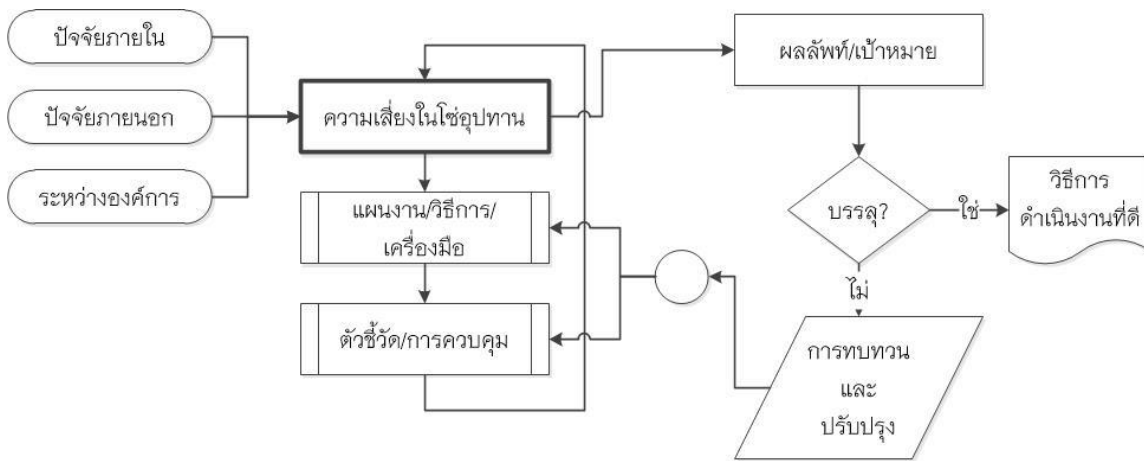 ปัจจัยภายใน
ปัจจัยภายนอก
ระหว่างองค์การ
ความเสี่ยงในโซ่อุปทาน
แผนงาน/วิธีการ/
เครื่องมือ
ตัวชี้วัด/การควบคุม
ผลลัพท์/เป้าหมาย
บรรลุ?
ใช่
วิธีการ
ดำเนินงานที่ดี
ไม่
การทบทวน
และ
ปรับปรุง